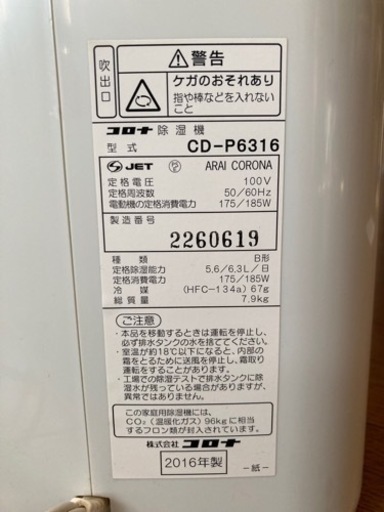 吹出口
⚠警告
ケガのおそれあり
指や棒などを入れない
こと
コロナ 除湿機
型式 CD-P6316
S JET PS E ARAI CORONA
定格電圧 100V
定格周波数 50/60Hz
電動機の定格消費電力 175/185W
製造番号
2260619
種類 B形
定格除湿能力 5.6/6.3L/日
定格消費電力 175/185W
冷媒 (HFC-134a) 67g
総質量 7.9kg
ご注意
・本品を移動するときは運転を停止し、
必ず排水タンクの水を捨ててください。
・室温が約18℃以下になると、内部の
霜をとるために送風を停止し、霜取り
運転をすることがあります。
・工場での除湿テストで排水タンクに除
湿水が残っている場合がありますが、
異常ではありません。
この家庭用除湿機には、
CO₂(温暖化ガス)96kgに相当
するフロン類が封入されています。
株式会社 コロナ
2016年製
-紙-